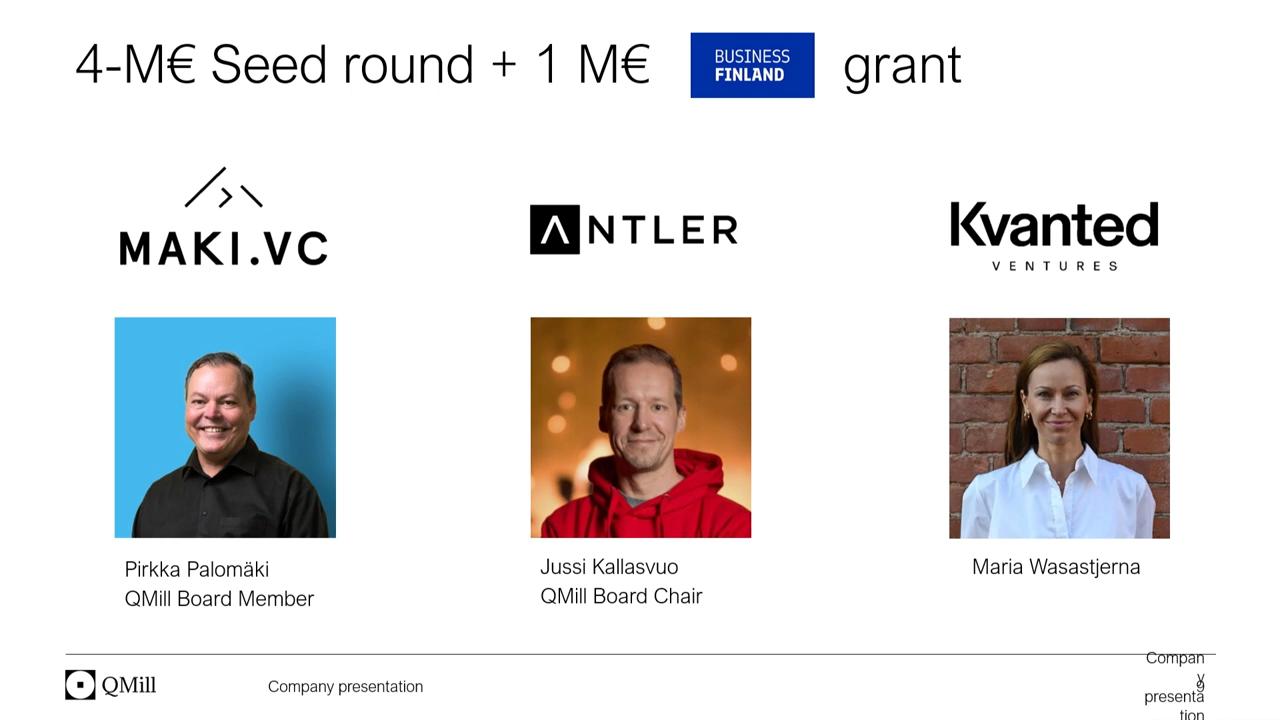 4-M€ Seed round + 1 M€ BUSINESS FINLAND grant
MAKI.VC
ANTLER
Kvanted
VENTURES
Pirkka Palomäki
QMill Board Member
Jussi Kallasvuo
QMill Board Chair
Maria Wasastjerna
QMill
Company presentation
Compan
y
9
presenta
tion